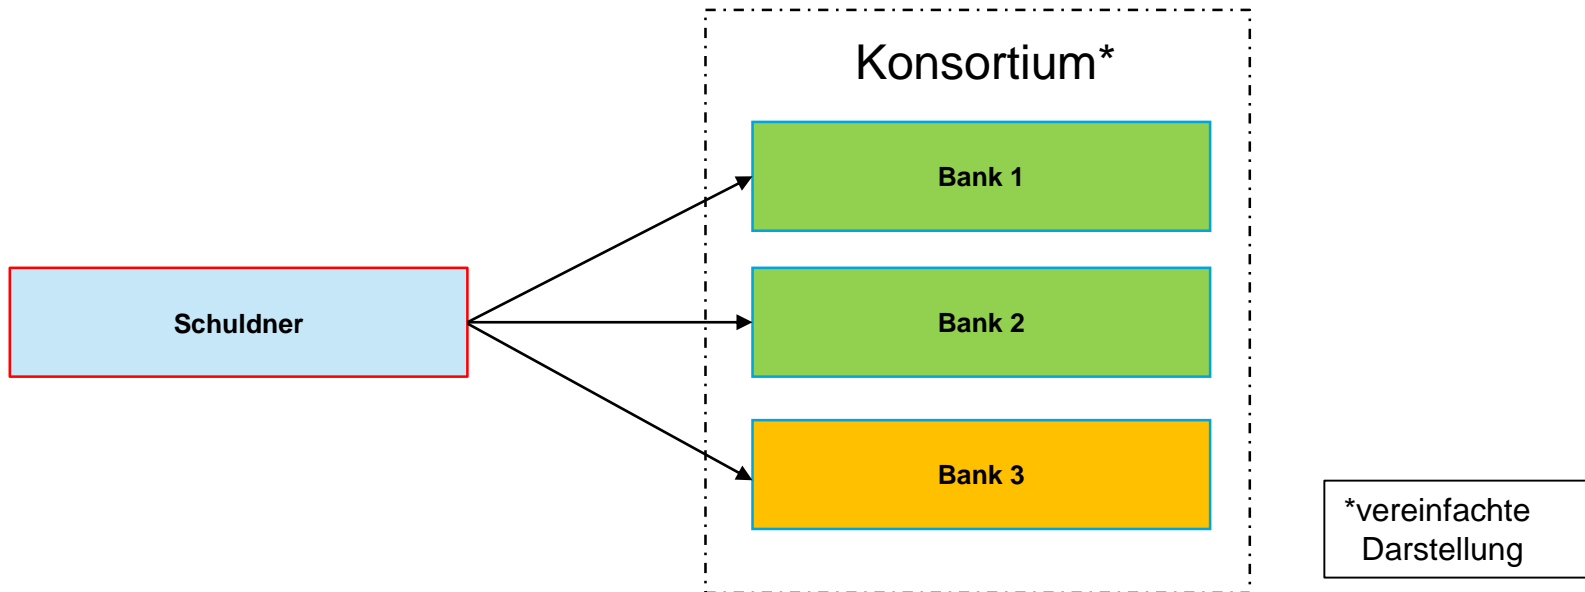 Konsortium*
Bank 1
Schuldner
Bank 2
Bank 3
*vereinfachte
Darstellung